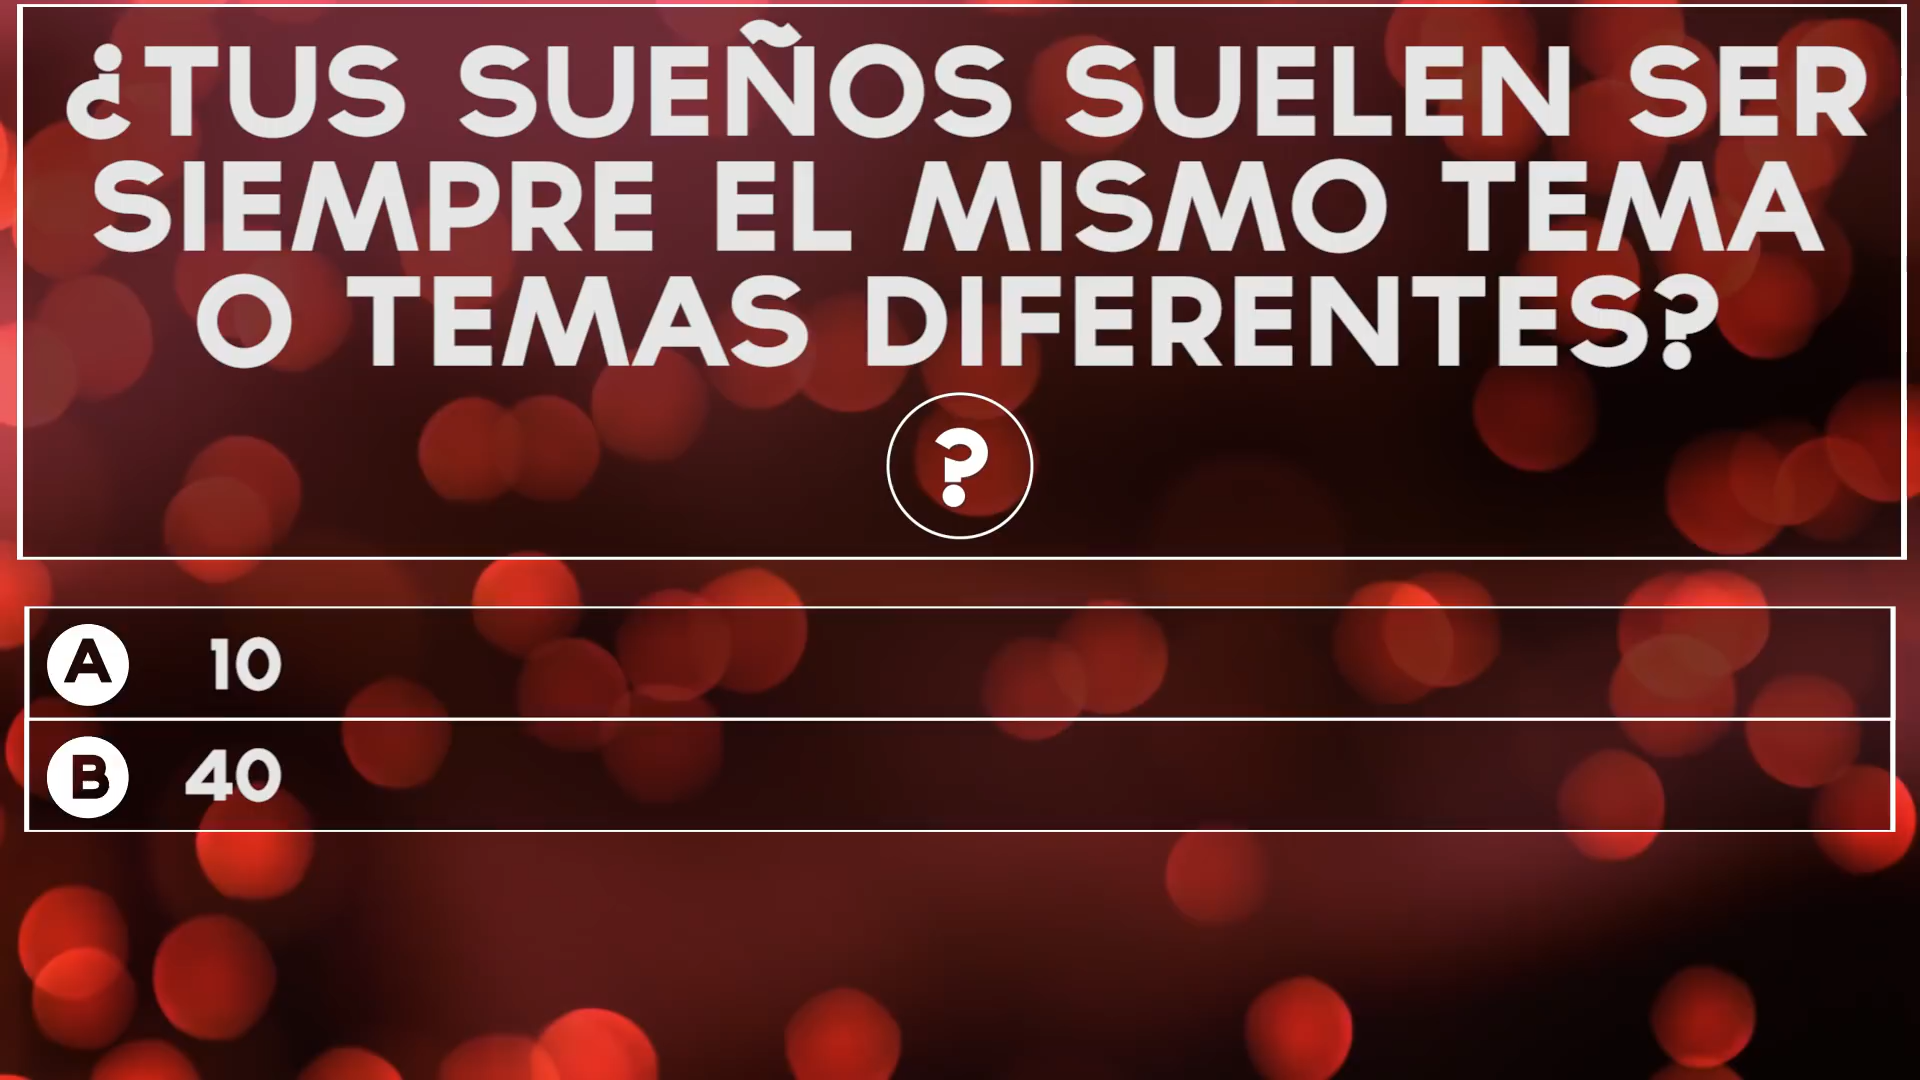 ¿TUS SUEÑOS SUELEN SER
SIEMPRE EL MISMO TEMA
O TEMAS DIFERENTES?
?
A 10
B 40